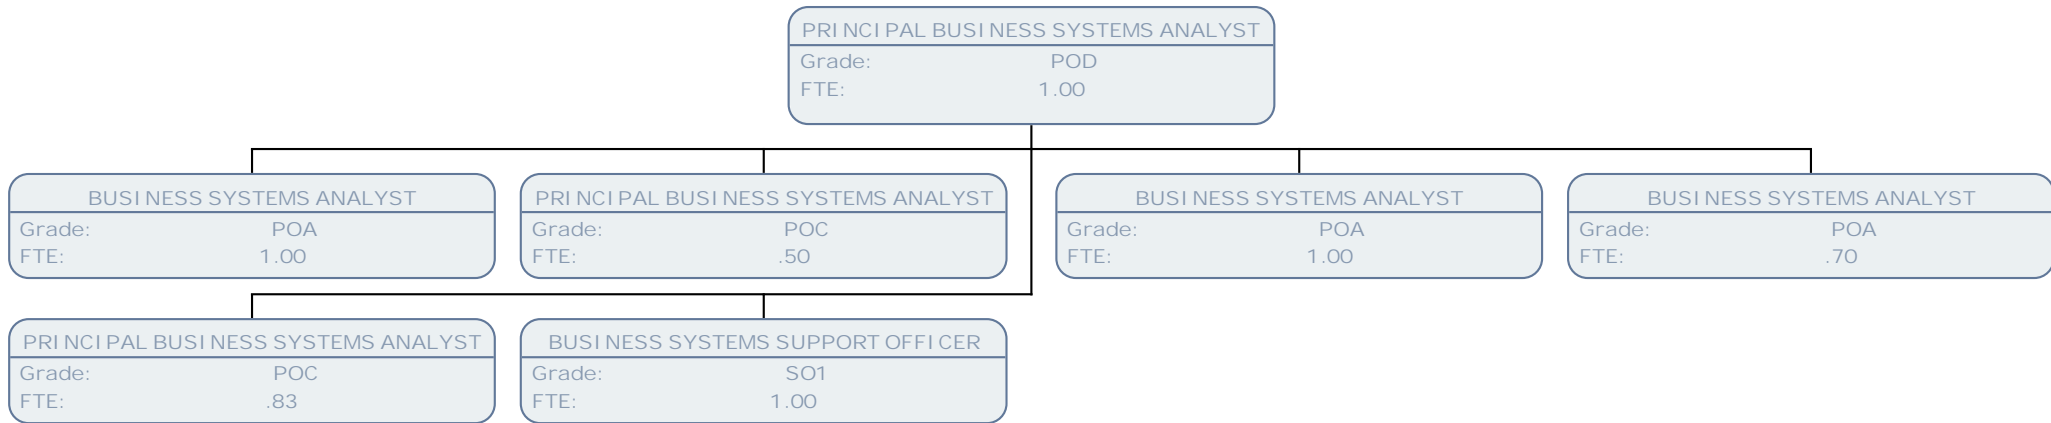 PRINCIPAL BUSINESS SYSTEMS ANALYST
Grade: POD
FTE: 1.00
BUSINESS SYSTEMS ANALYST
Grade: POA
FTE: 1.00
PRINCIPAL BUSINESS SYSTEMS ANALYST
Grade: POC
FTE: .50
BUSINESS SYSTEMS ANALYST
Grade: POA
FTE: 1.00
BUSINESS SYSTEMS ANALYST
Grade: POA
FTE: .70
PRINCIPAL BUSINESS SYSTEMS ANALYST
Grade: POC
FTE: .83
BUSINESS SYSTEMS SUPPORT OFFICER
Grade: SO1
FTE: 1.00